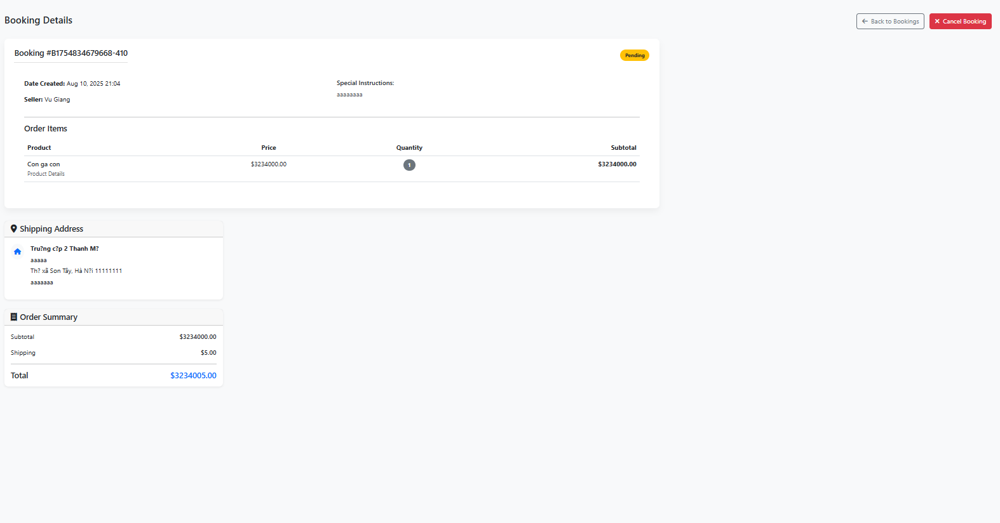 Booking Details
Back to Bookings
Cancel Booking
Booking #B1754834679668-410
Pending
Date Created: Aug 10, 2025 21:04
Special Instructions:
aaaaaaaa
Seller: Vu Giang
Order Items
Product Price Quantity Subtotal
Con ga con $3234000.00 1 $3234000.00
Product Details
Shipping Address
Tru?ng c?p 2 Thanh M?
aaaaa
Th? xã Son Tây, Hà N?i 11111111
aaaaaaa
Order Summary
Subtotal $3234000.00
Shipping $5.00
Total $3234005.00